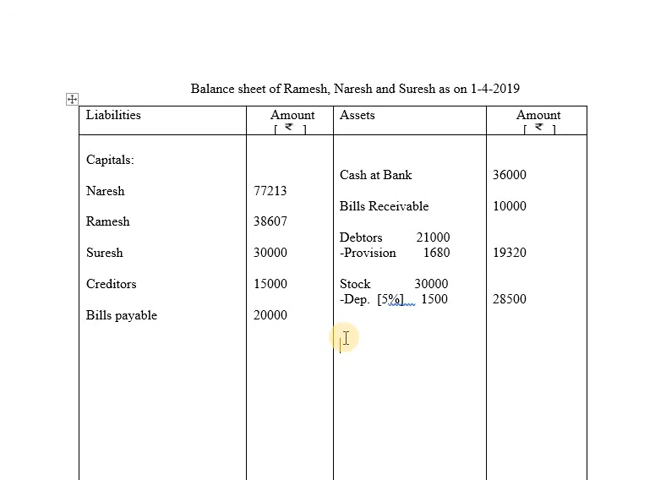 Balance sheet of Ramesh, Naresh and Suresh as on 1-4-2019
Liabilities Amount Assets Amount
[ ₹ ] [ ₹ ]
Capitals:
Cash at Bank 36000
Naresh 77213
Bills Receivable 10000
Ramesh 38607
Debtors 21000
Suresh 30000 -Provision 1680 19320
Creditors 15000 Stock 30000
-Dep. [5%] 1500 28500
Bills payable 20000